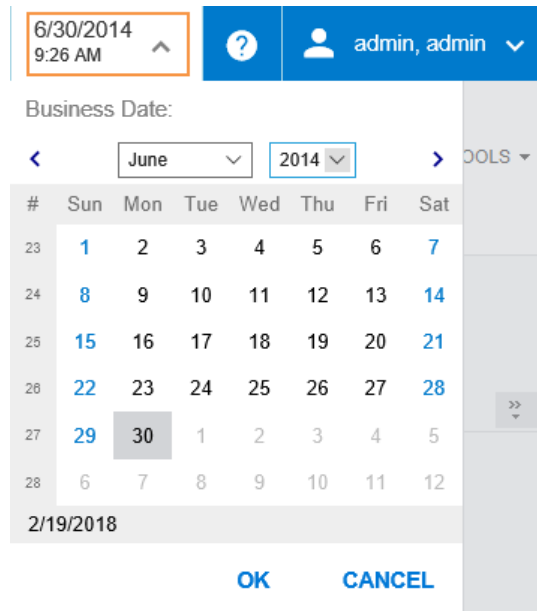 6/30/2014
9:26 AM
? admin, admin
Business Date:
June 2014
OOLS
# Sun Mon Tue Wed Thu Fri Sat
23 1 2 3 4 5 6 7
24 8 9 10 11 12 13 14
25 15 16 17 18 19 20 21
26 22 23 24 25 26 27 28
27 29 30 1 2 3 4 5
28 6 7 8 9 10 11 12
2/19/2018
OK CANCEL